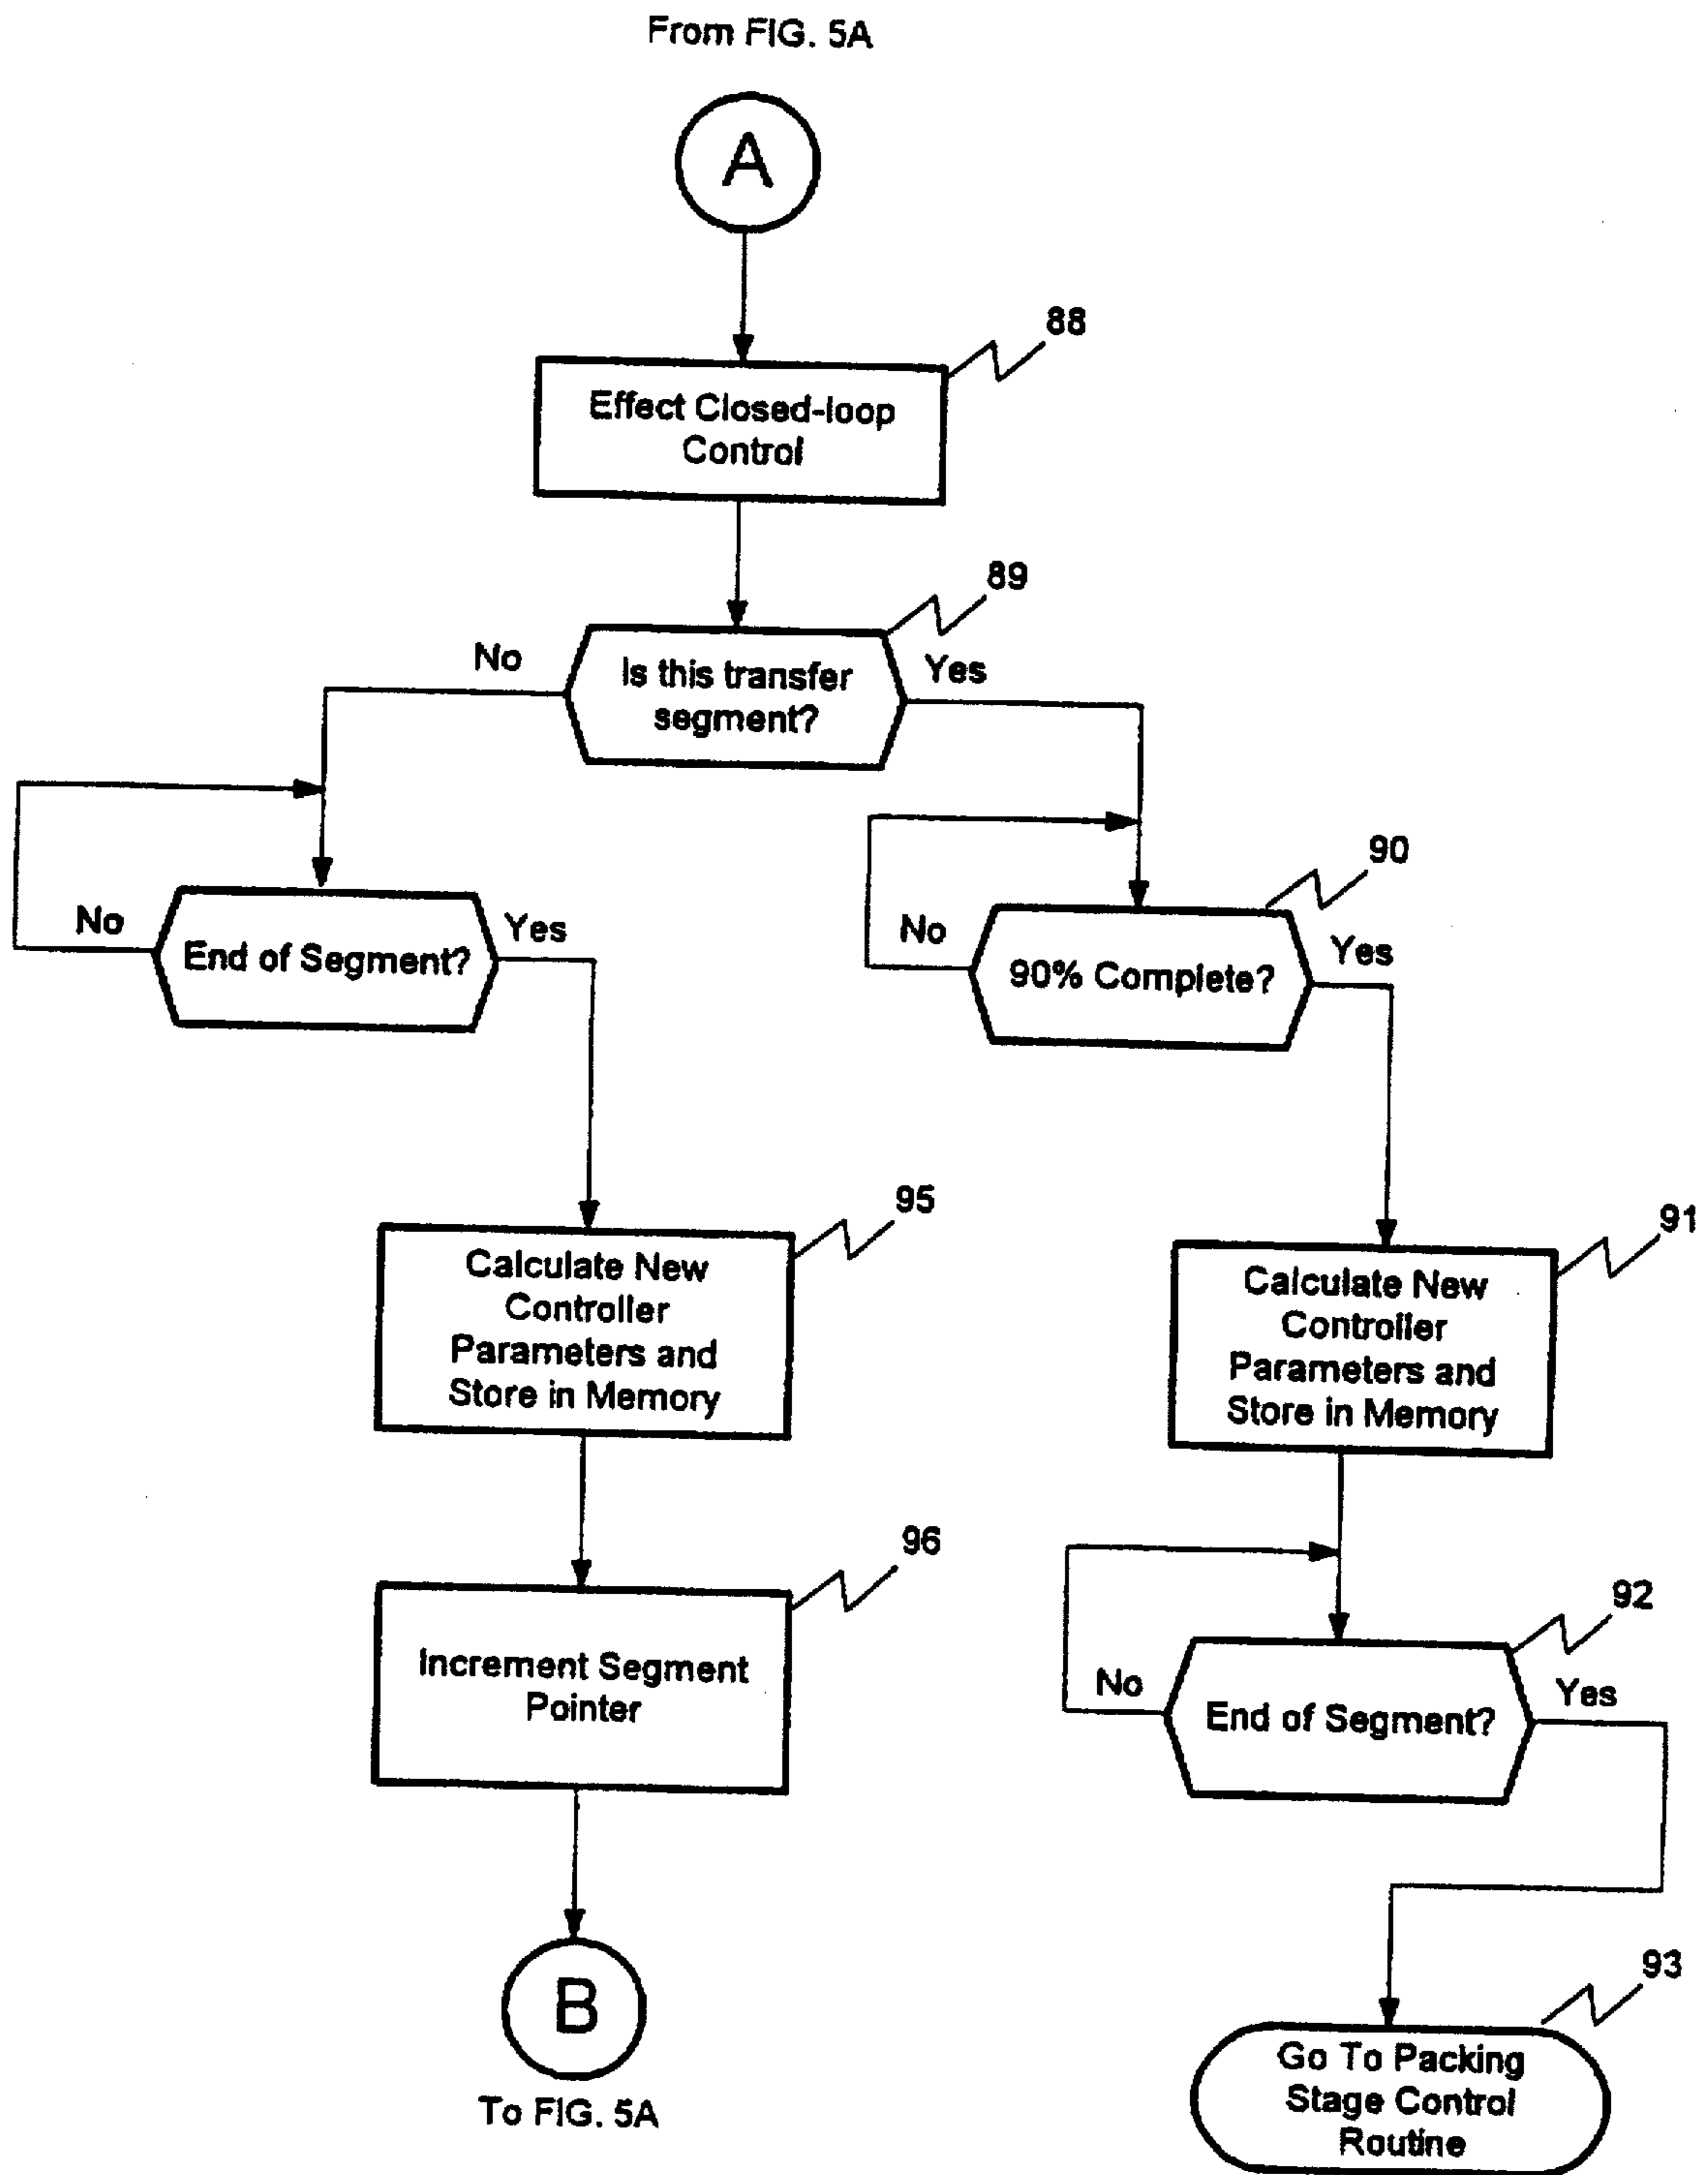 From FIG. 5A
A
88
Effect Closed-loop
Control
89
No
Is this transfer
segment?
Yes
90
No
End of Segment?
Yes
No
90% Complete?
Yes
95
Calculate New
Controller
Parameters and
Store in Memory
91
Calculate New
Controller
Parameters and
Store in Memory
96
Increment Segment
Pointer
92
No
End of Segment?
Yes
B
To FIG. 5A
93
Go To Packing
Stage Control
Routine